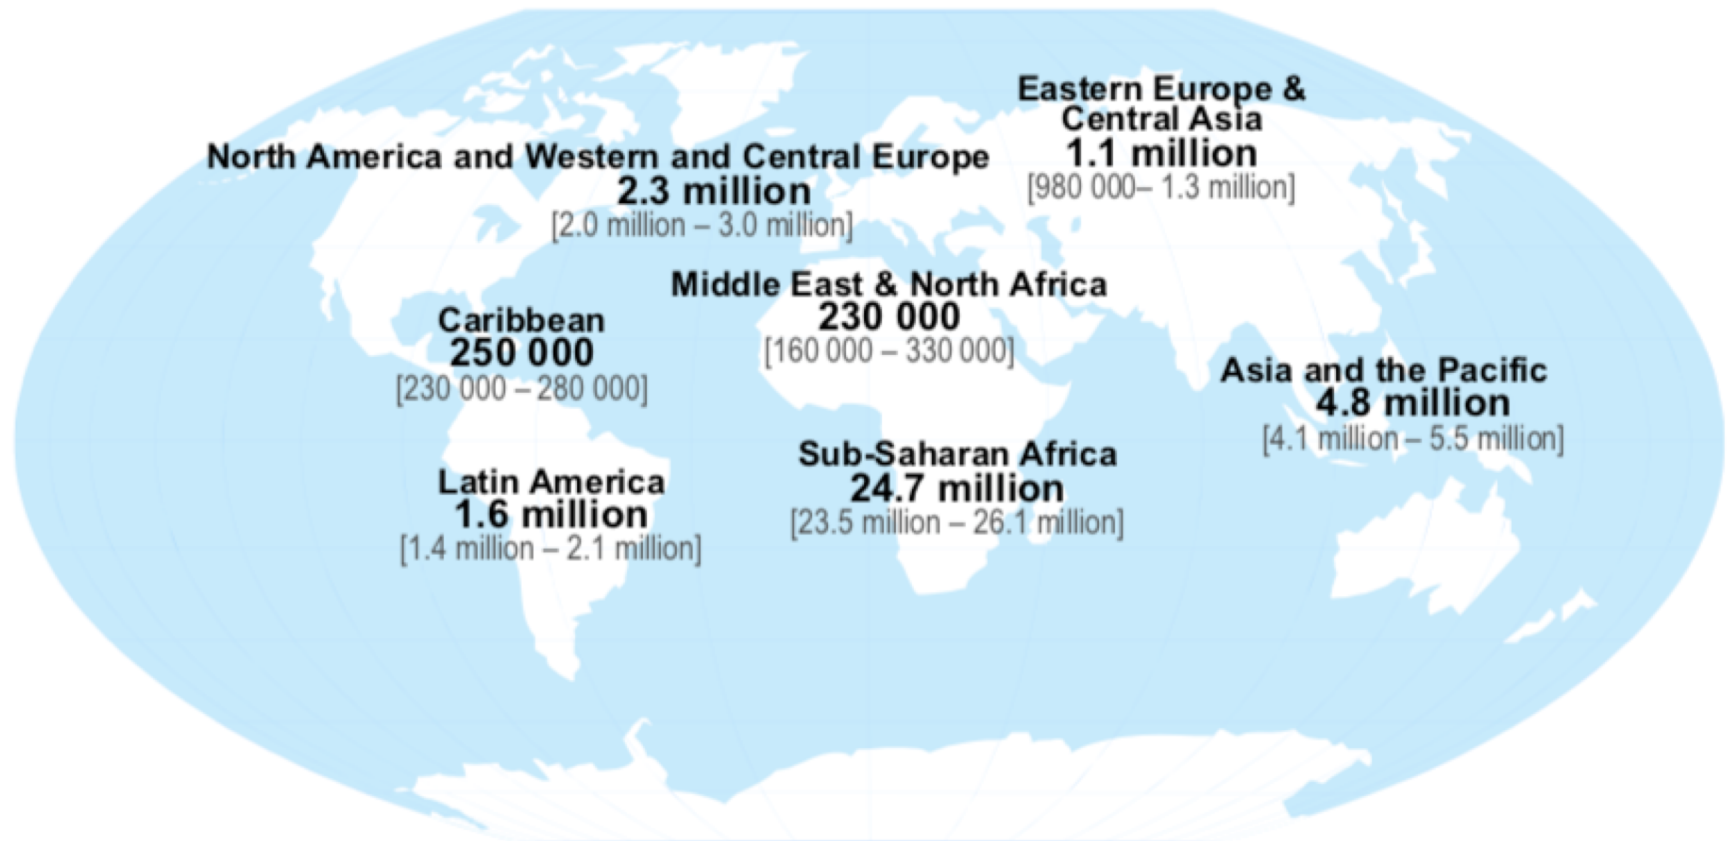 Eastern Europe &
Central Asia
1.1 million
[980 000– 1.3 million]
North America and Western and Central Europe
2.3 million
[2.0 million – 3.0 million]
Middle East & North Africa
230 000
[160 000 – 330 000]
Caribbean
250 000
[230 000 – 280 000]
Asia and the Pacific
4.8 million
[4.1 million – 5.5 million]
Sub-Saharan Africa
24.7 million
[23.5 million – 26.1 million]
Latin America
1.6 million
[1.4 million – 2.1 million]